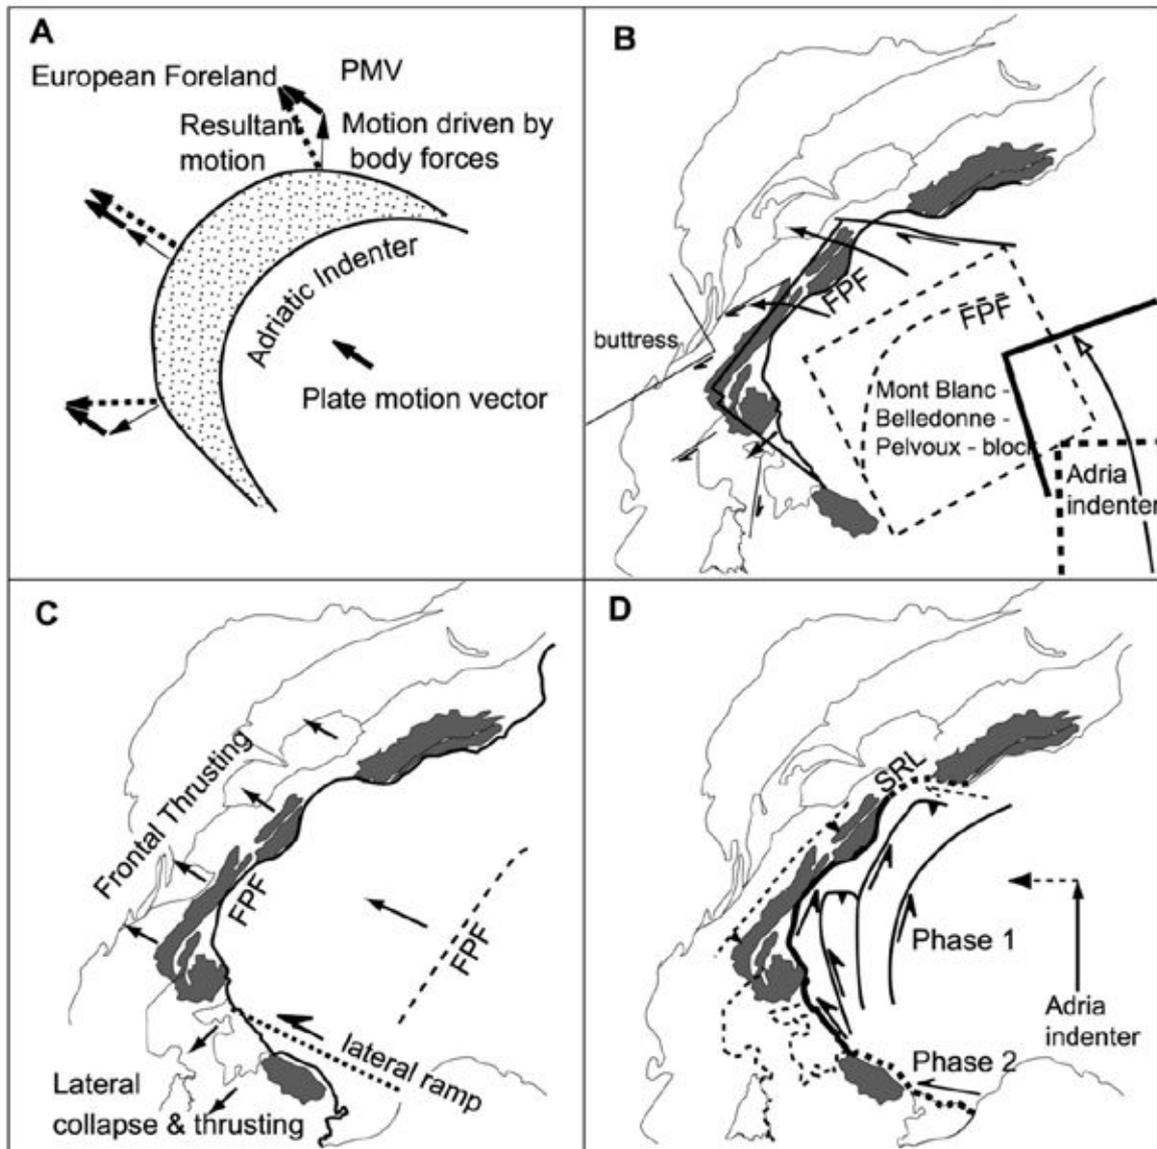 A
European Foreland
PMV
Resultant
motion
Motion driven by
body forces
Adriatic Indenter
Plate motion vector
B
FPF
FPF
buttress
Mont Blanc -
Belledonne -
Pelvoux - block
Adria
indenter
C
Frontal Thrusting
FPF
FPF
lateral ramp
Lateral
collapse & thrusting
D
SRL
Phase 1
Adria
indenter
Phase 2